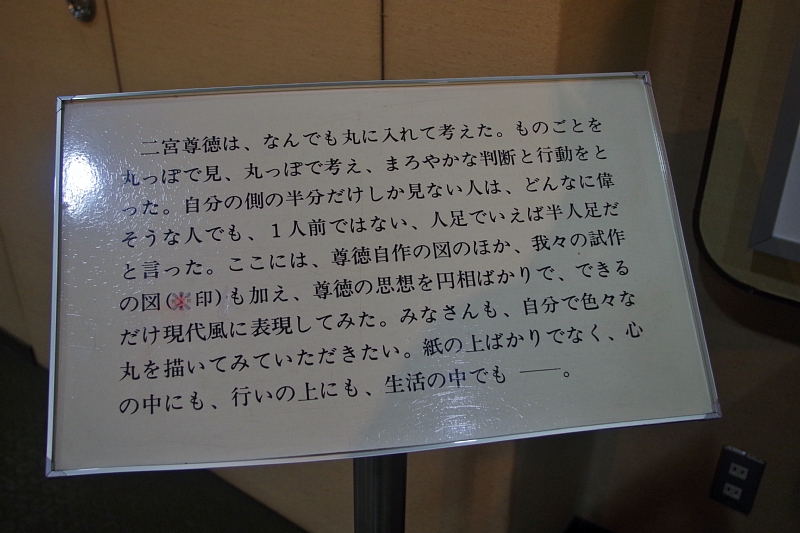 二宮尊徳は、なんでも丸に入れて考えた。ものごとを
丸っぽで見、丸っぽで考え、まろやかな判断と行動をと
った。自分の側の半分だけしか見ない人は、どんなに偉
そうな人でも、1人前ではない、人足でいえば半人足だ
と言った。ここには、尊徳自作の図のほか、我々の試作
の図(※印)も加え、尊徳の思想を円相ばかりで、できる
だけ現代風に表現してみた。みなさんも、自分で色々な
丸を描いてみていただきたい。紙の上ばかりでなく、心
の中にも、行いの上にも、生活の中でも ――。